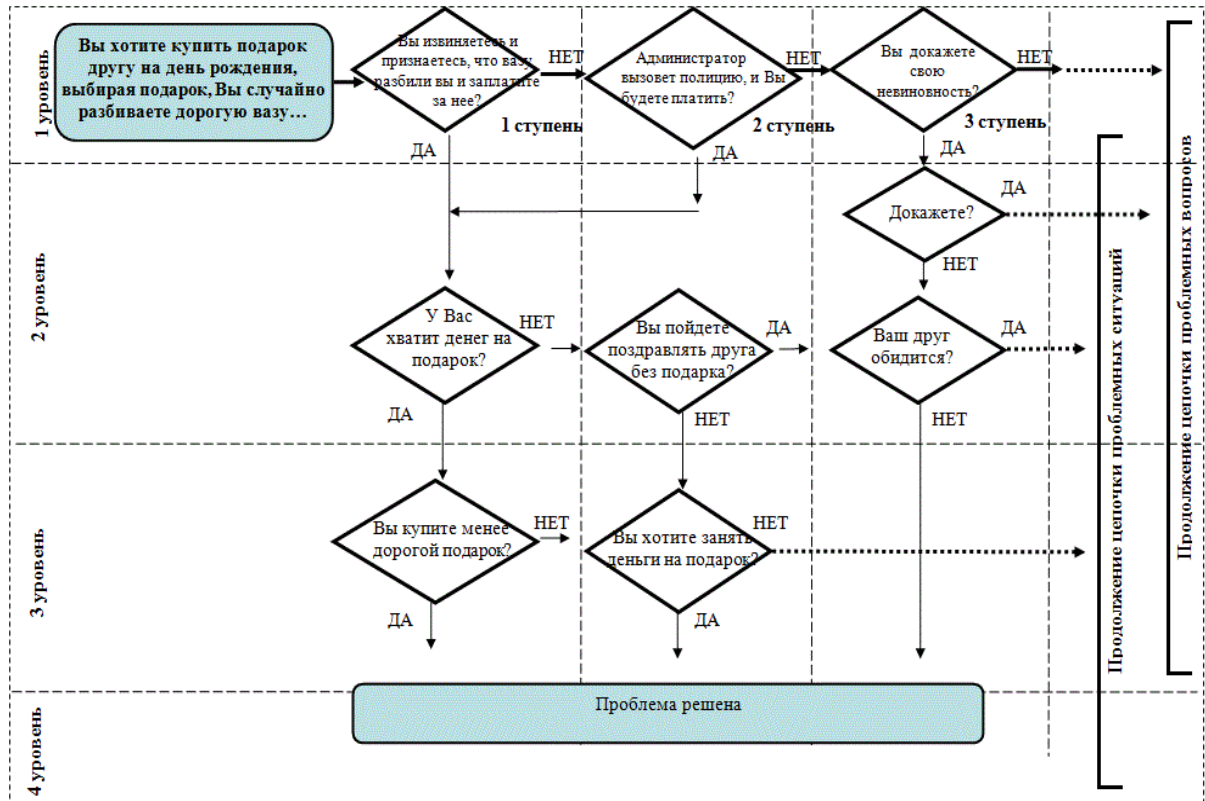 1 уровень
Вы хотите купить подарок
другу на день рождения,
выбирая подарок, Вы случайно
разбиваете дорогую вазу…
Вы извиняетесь и
признаетесь, что вазу
разбили вы и заплатите
за нее?
НЕТ
1 ступень
ДА
Администратор
вызовет полицию, и Вы
будете платить?
НЕТ
2 ступень
ДА
Вы докажете
свою
невиновность?
НЕТ
3 ступень
ДА
2 уровень
Докажете?
ДА
НЕТ
У Вас
хватит денег на
подарок?
НЕТ
ДА
Вы пойдете
поздравлять друга
без подарка?
ДА
НЕТ
Ваш друг
обидится?
ДА
НЕТ
3 уровень
Вы купите менее
дорогой подарок?
НЕТ
ДА
Вы хотите занять
деньги на подарок?
НЕТ
ДА
4 уровень
Проблема решена
Продолжение цепочки проблемных ситуаций
Продолжение цепочки проблемных вопросов